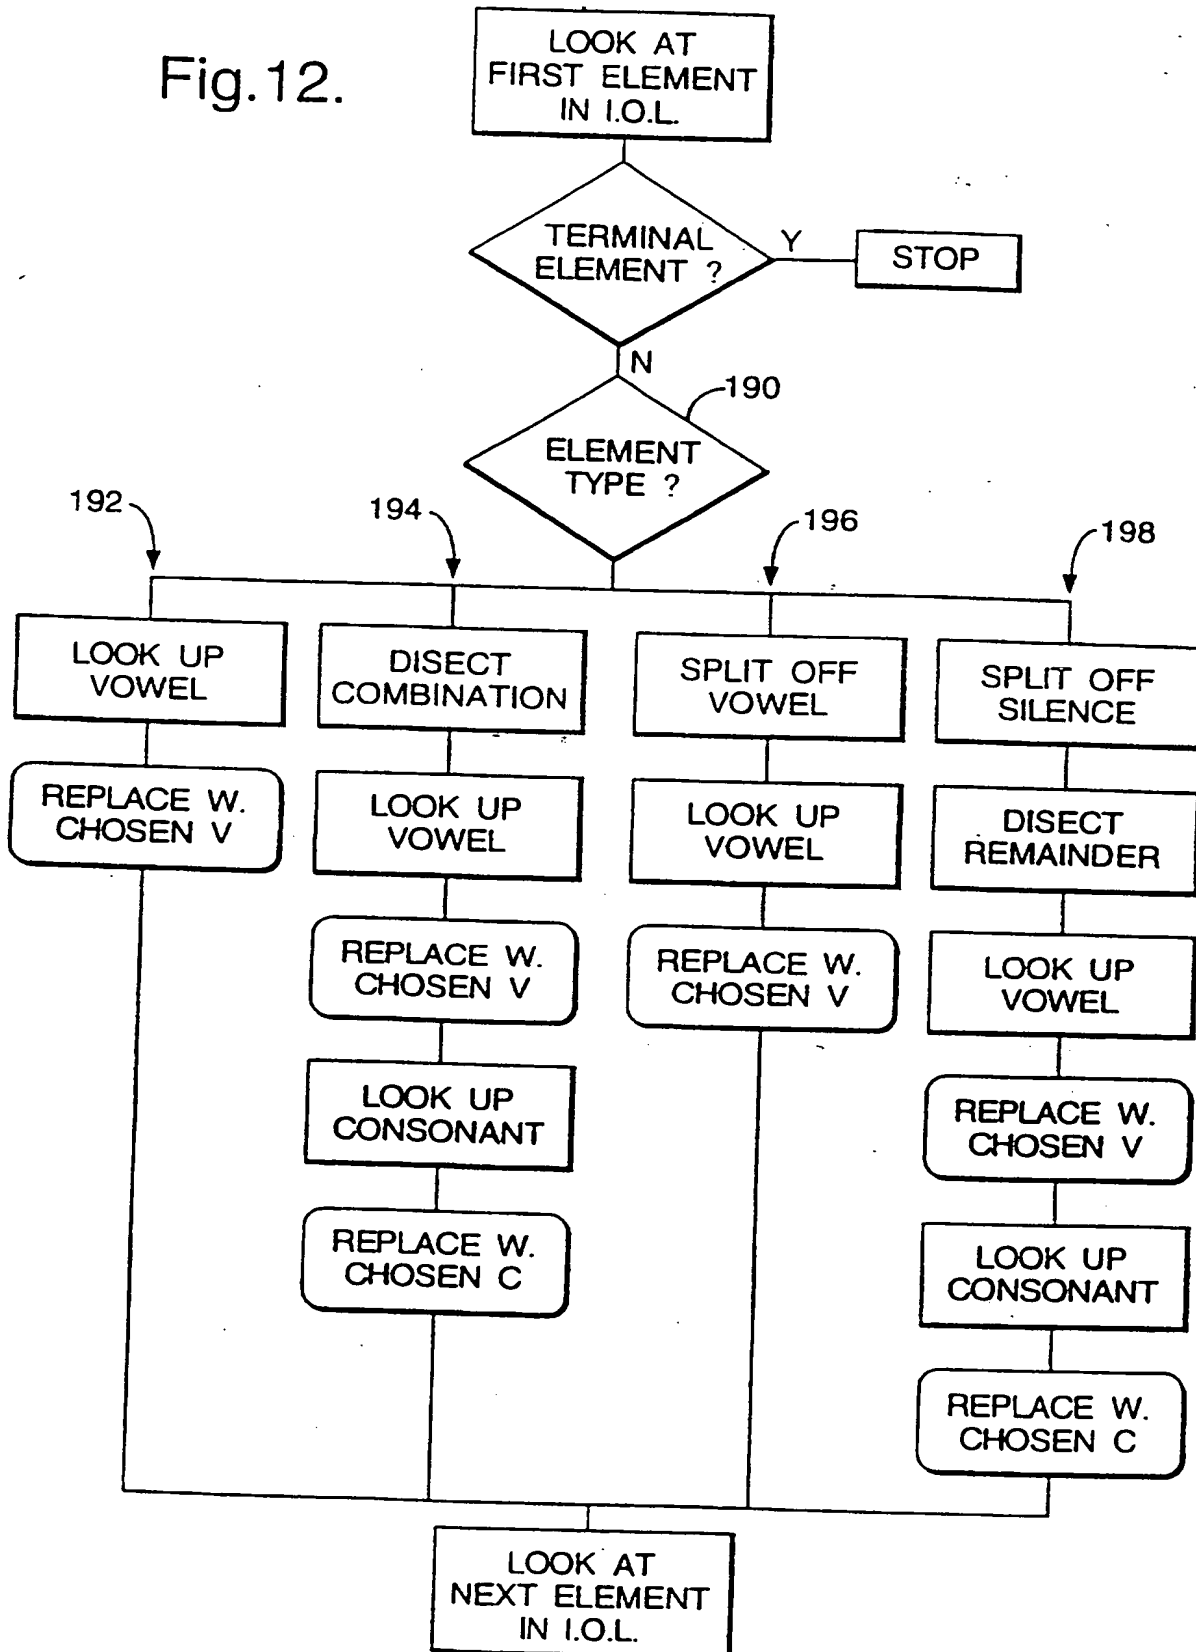 Fig.12.
LOOK AT
FIRST ELEMENT
IN I.O.L.
TERMINAL
ELEMENT ?
Y
STOP
N
190
ELEMENT
TYPE ?
192
194
196
198
LOOK UP
VOWEL
REPLACE W.
CHOSEN V
DISECT
COMBINATION
LOOK UP
VOWEL
REPLACE W.
CHOSEN V
LOOK UP
CONSONANT
REPLACE W.
CHOSEN C
SPLIT OFF
VOWEL
LOOK UP
VOWEL
REPLACE W.
CHOSEN V
SPLIT OFF
SILENCE
DISECT
REMAINDER
LOOK UP
VOWEL
REPLACE W.
CHOSEN V
LOOK UP
CONSONANT
REPLACE W.
CHOSEN C
LOOK AT
NEXT ELEMENT
IN I.O.L.